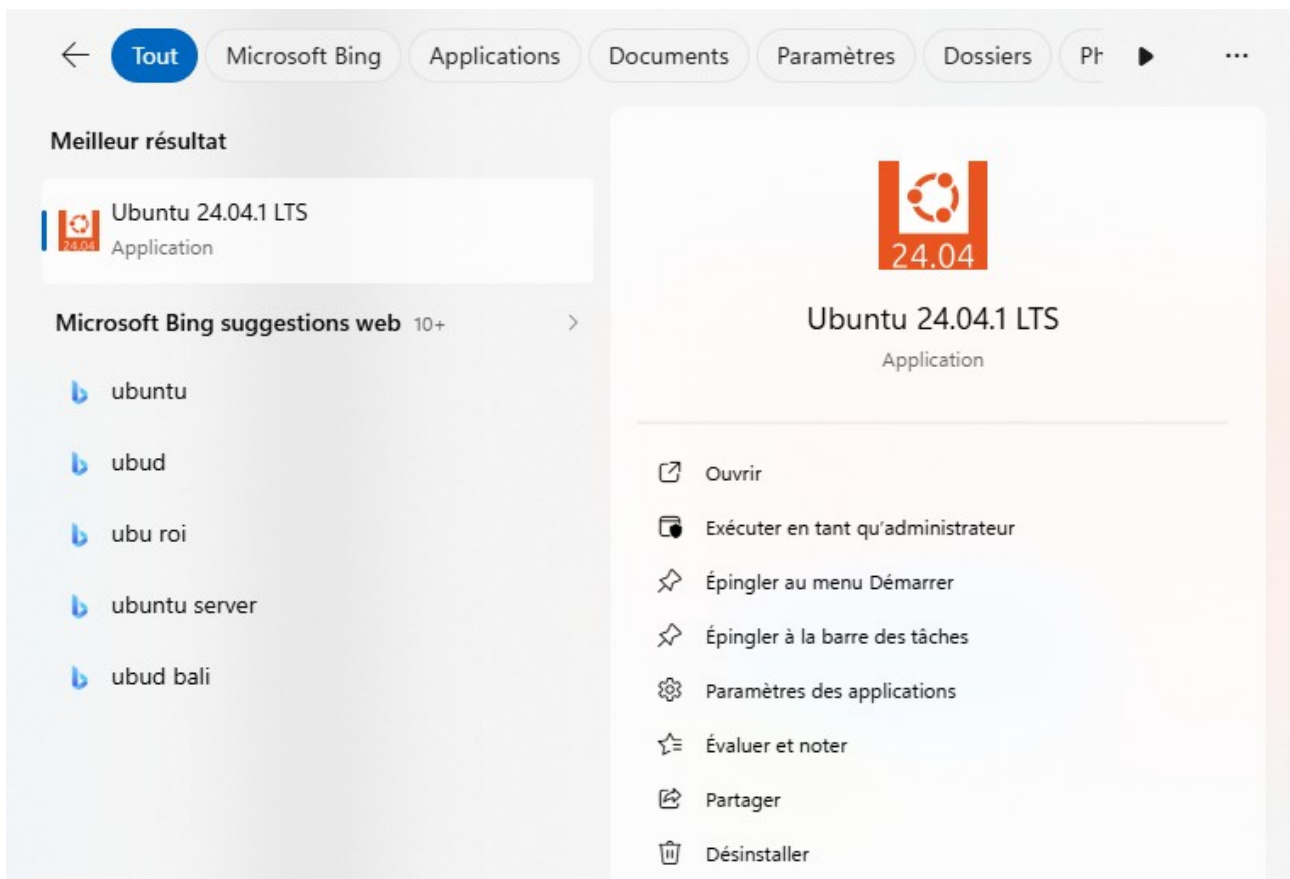 Tout
Microsoft Bing
Applications
Documents
Paramètres
Dossiers
Ph
Meilleur résultat
Ubuntu 24.04.1 LTS
Application
24.04
Microsoft Bing suggestions web 10+
ubuntu
ubud
ubu roi
ubuntu server
ubud bali
24.04
Ubuntu 24.04.1 LTS
Application
Ouvrir
Exécuter en tant qu'administrateur
Épingler au menu Démarrer
Épingler à la barre des tâches
Paramètres des applications
Évaluer et noter
Partager
Désinstaller